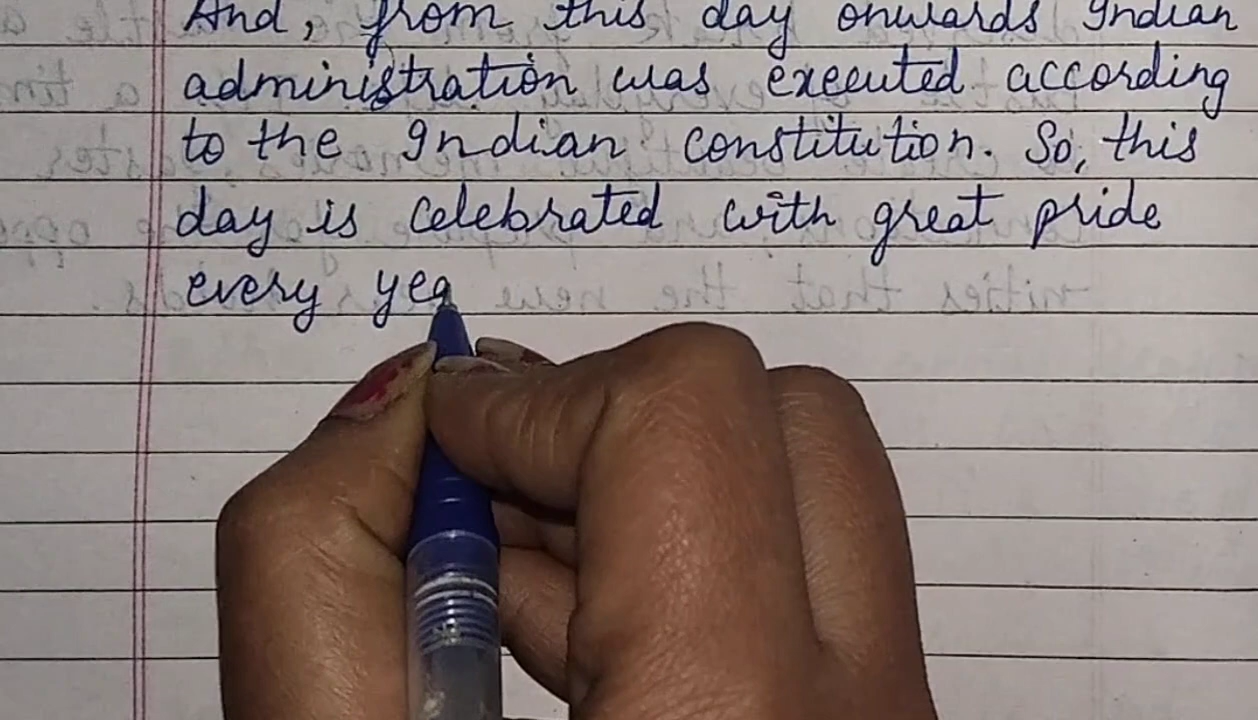 And, from this day onwards Indian
administration was executed according
to the Indian constitution. So, this
day is celebrated with great pride
every yea